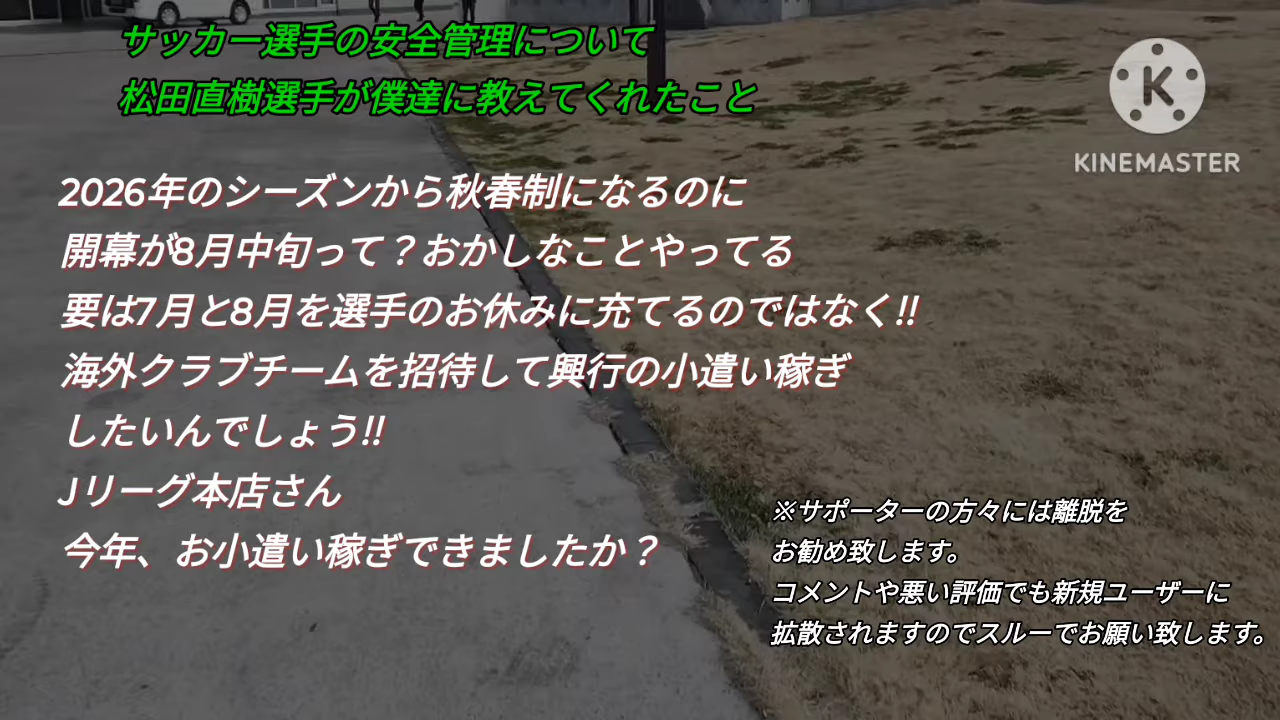 サッカー選手の安全管理について
松田直樹選手が僕達に教えてくれたこと
KINEMASTER
2026年のシーズンから秋春制になるのに
開幕が8月中旬って？おかしなことやってる
要は7月と8月を選手のお休みに充てるのではなく!!
海外クラブチームを招待して興行の小遣い稼ぎ
したいんでしょう!!
Jリーグ本店さん
今年、お小遣い稼ぎできましたか？
※サポーターの方々には離脱を
お勧め致します。
コメントや悪い評価でも新規ユーザーに
拡散されますのでスルーでお願い致します。